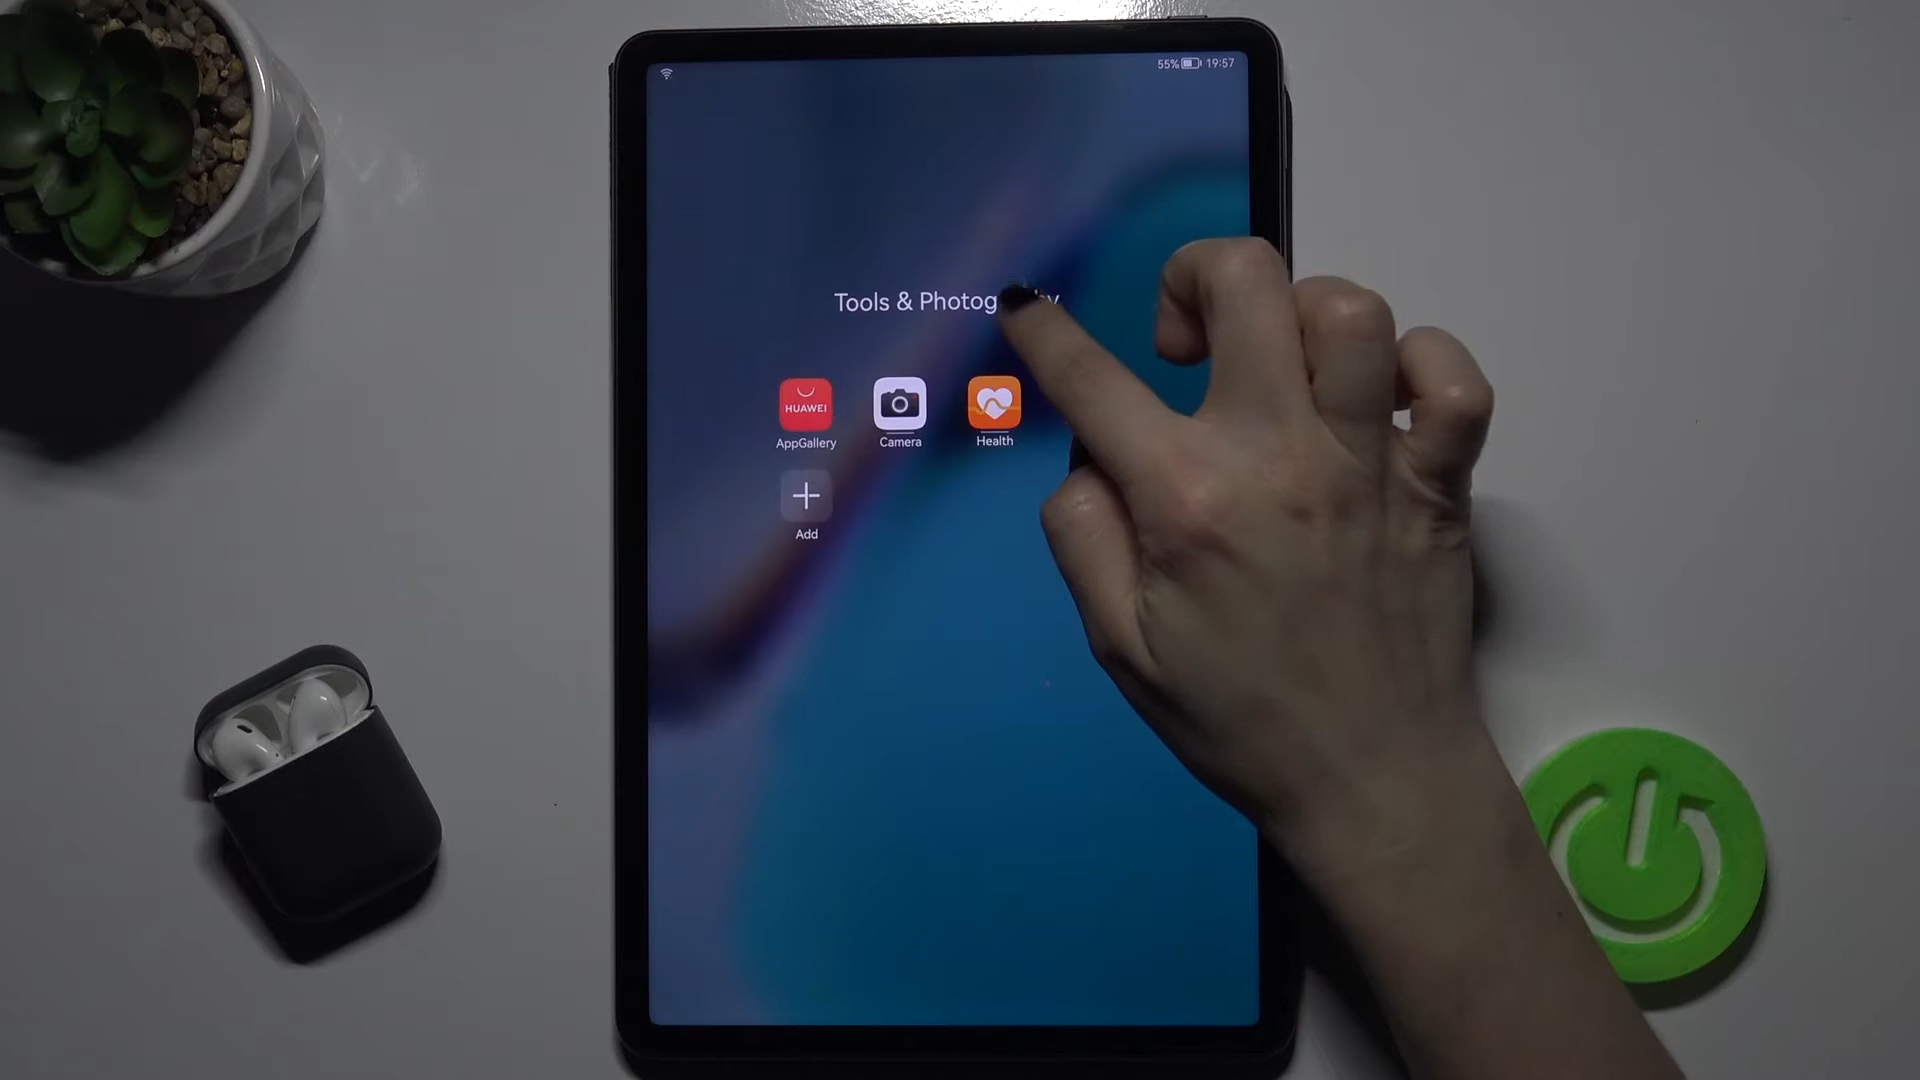 55% 19:57
Tools & Photog
HUAWEI
AppGallery
Camera
Health
Add